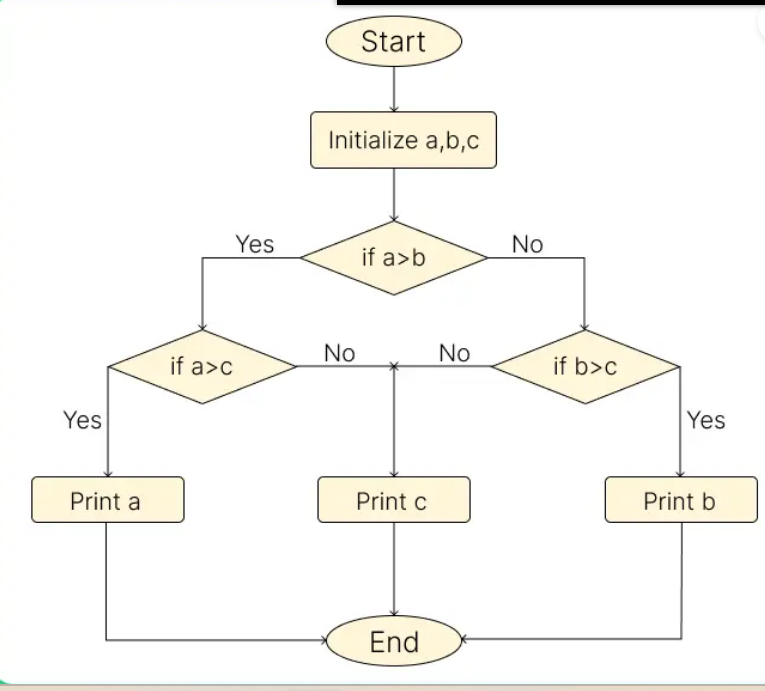 Start
Initialize a,b,c
if a>b
Yes
No
if a>c
No
No
if b>c
Yes
Yes
Print a
Print c
Print b
End